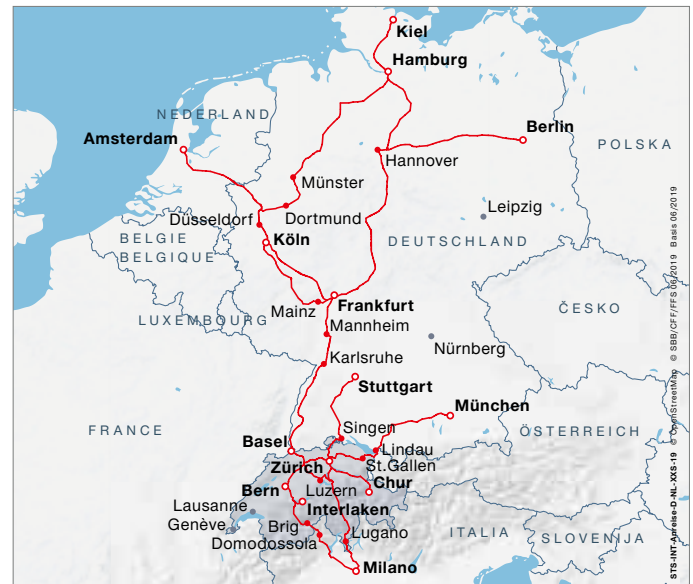 Kiel
Hamburg
NEDERLAND
Amsterdam
Berlin
POLSKA
Hannover
Münster
Leipzig
Dortmund
Düsseldorf
BELGIE
BELGIQUE
Köln
DEUTSCHLAND
Mainz
Frankfurt
ČESKO
LUXEMBOURG
Mannheim
Nürnberg
Karlsruhe
Stuttgart
München
FRANCE
Singen
ÖSTERREICH
Basel
Lindau
Zürich
St.Gallen
Bern
Luzern
Chur
Lausanne
Interlaken
Genève
Brig
Lugano
Domodossola
ITALIA
SLOVENIJA
Milano
STS-INT-Anreise-D-NL-XXS-19 © OpenStreetMap © SBB/CFF/FFS 06/2019 Basis 06/2019